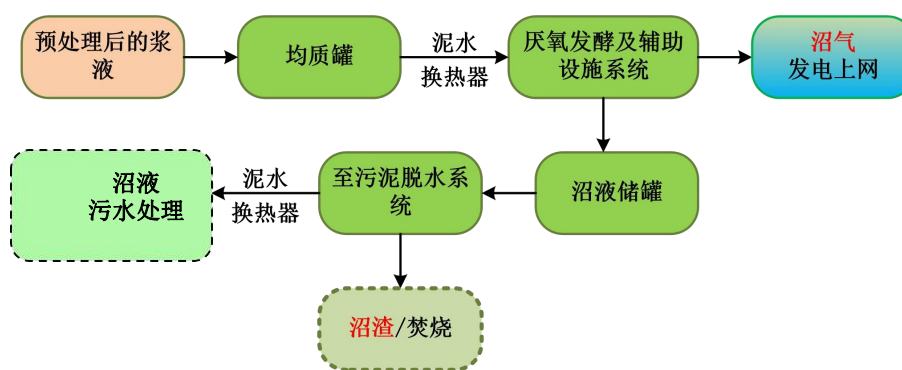 预处理后的浆
液
均质罐
泥水
换热器
厌氧发酵及辅助
设施系统
沼气
发电上网
沼液
污水处理
泥水
换热器
至污泥脱水系
统
沼液储罐
沼渣/焚烧